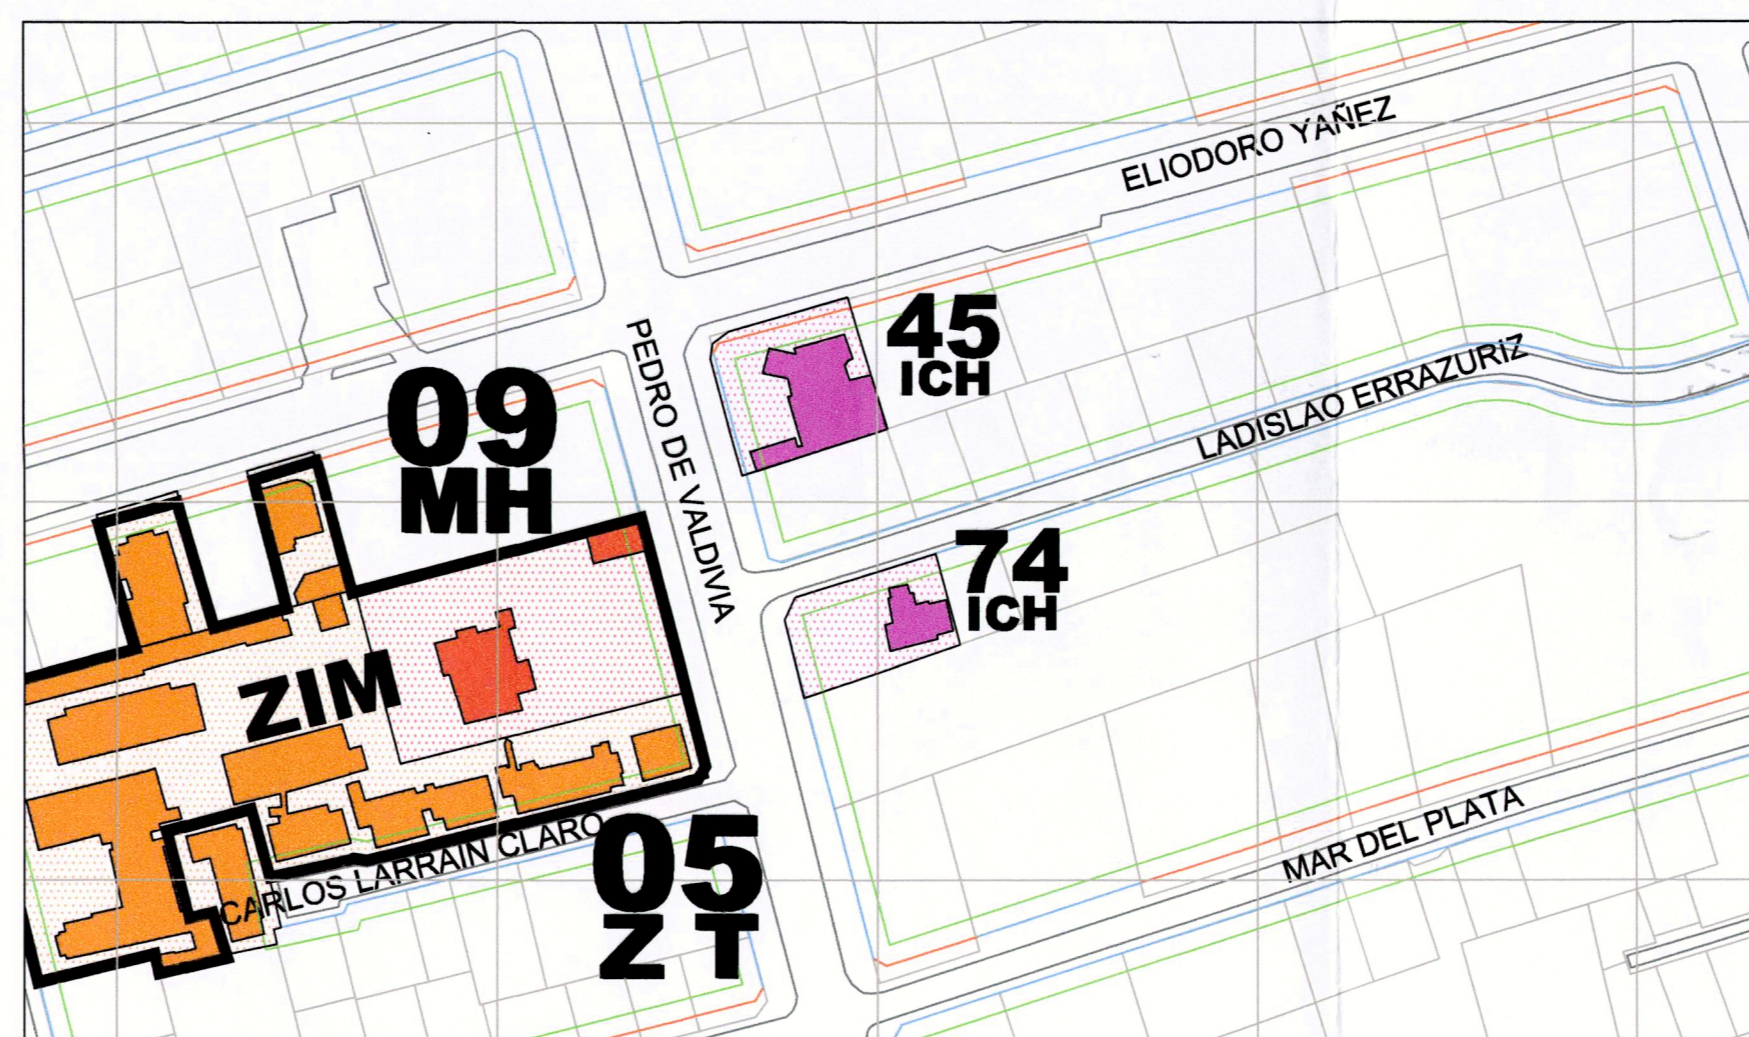 ELIODORO YAÑEZ
PEDRO DE VALDIVIA
45
ICH
LADISLAO ERRAZURIZ
09
MH
74
ICH
ZIM
CARLOS LARRAIN CLARO
05
Z T
MAR DEL PLATA